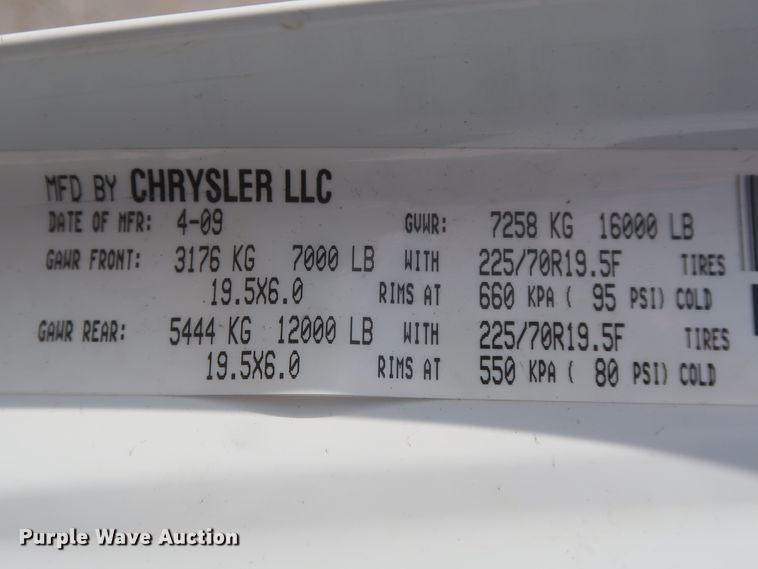 MFD BY CHRYSLER LLC
DATE OF MFR: 4-09 GVWR: 7258 KG 16000 LB
GAWR FRONT: 3176 KG 7000 LB WITH 225/70R19.5F TIRES
19.5X6.0 RIMS AT 660 KPA ( 95 PSI) COLD
GAWR REAR: 5444 KG 12000 LB WITH 225/70R19.5F TIRES
19.5X6.0 RIMS AT 550 KPA ( 80 PSI) COLD
Purple Wave Auction